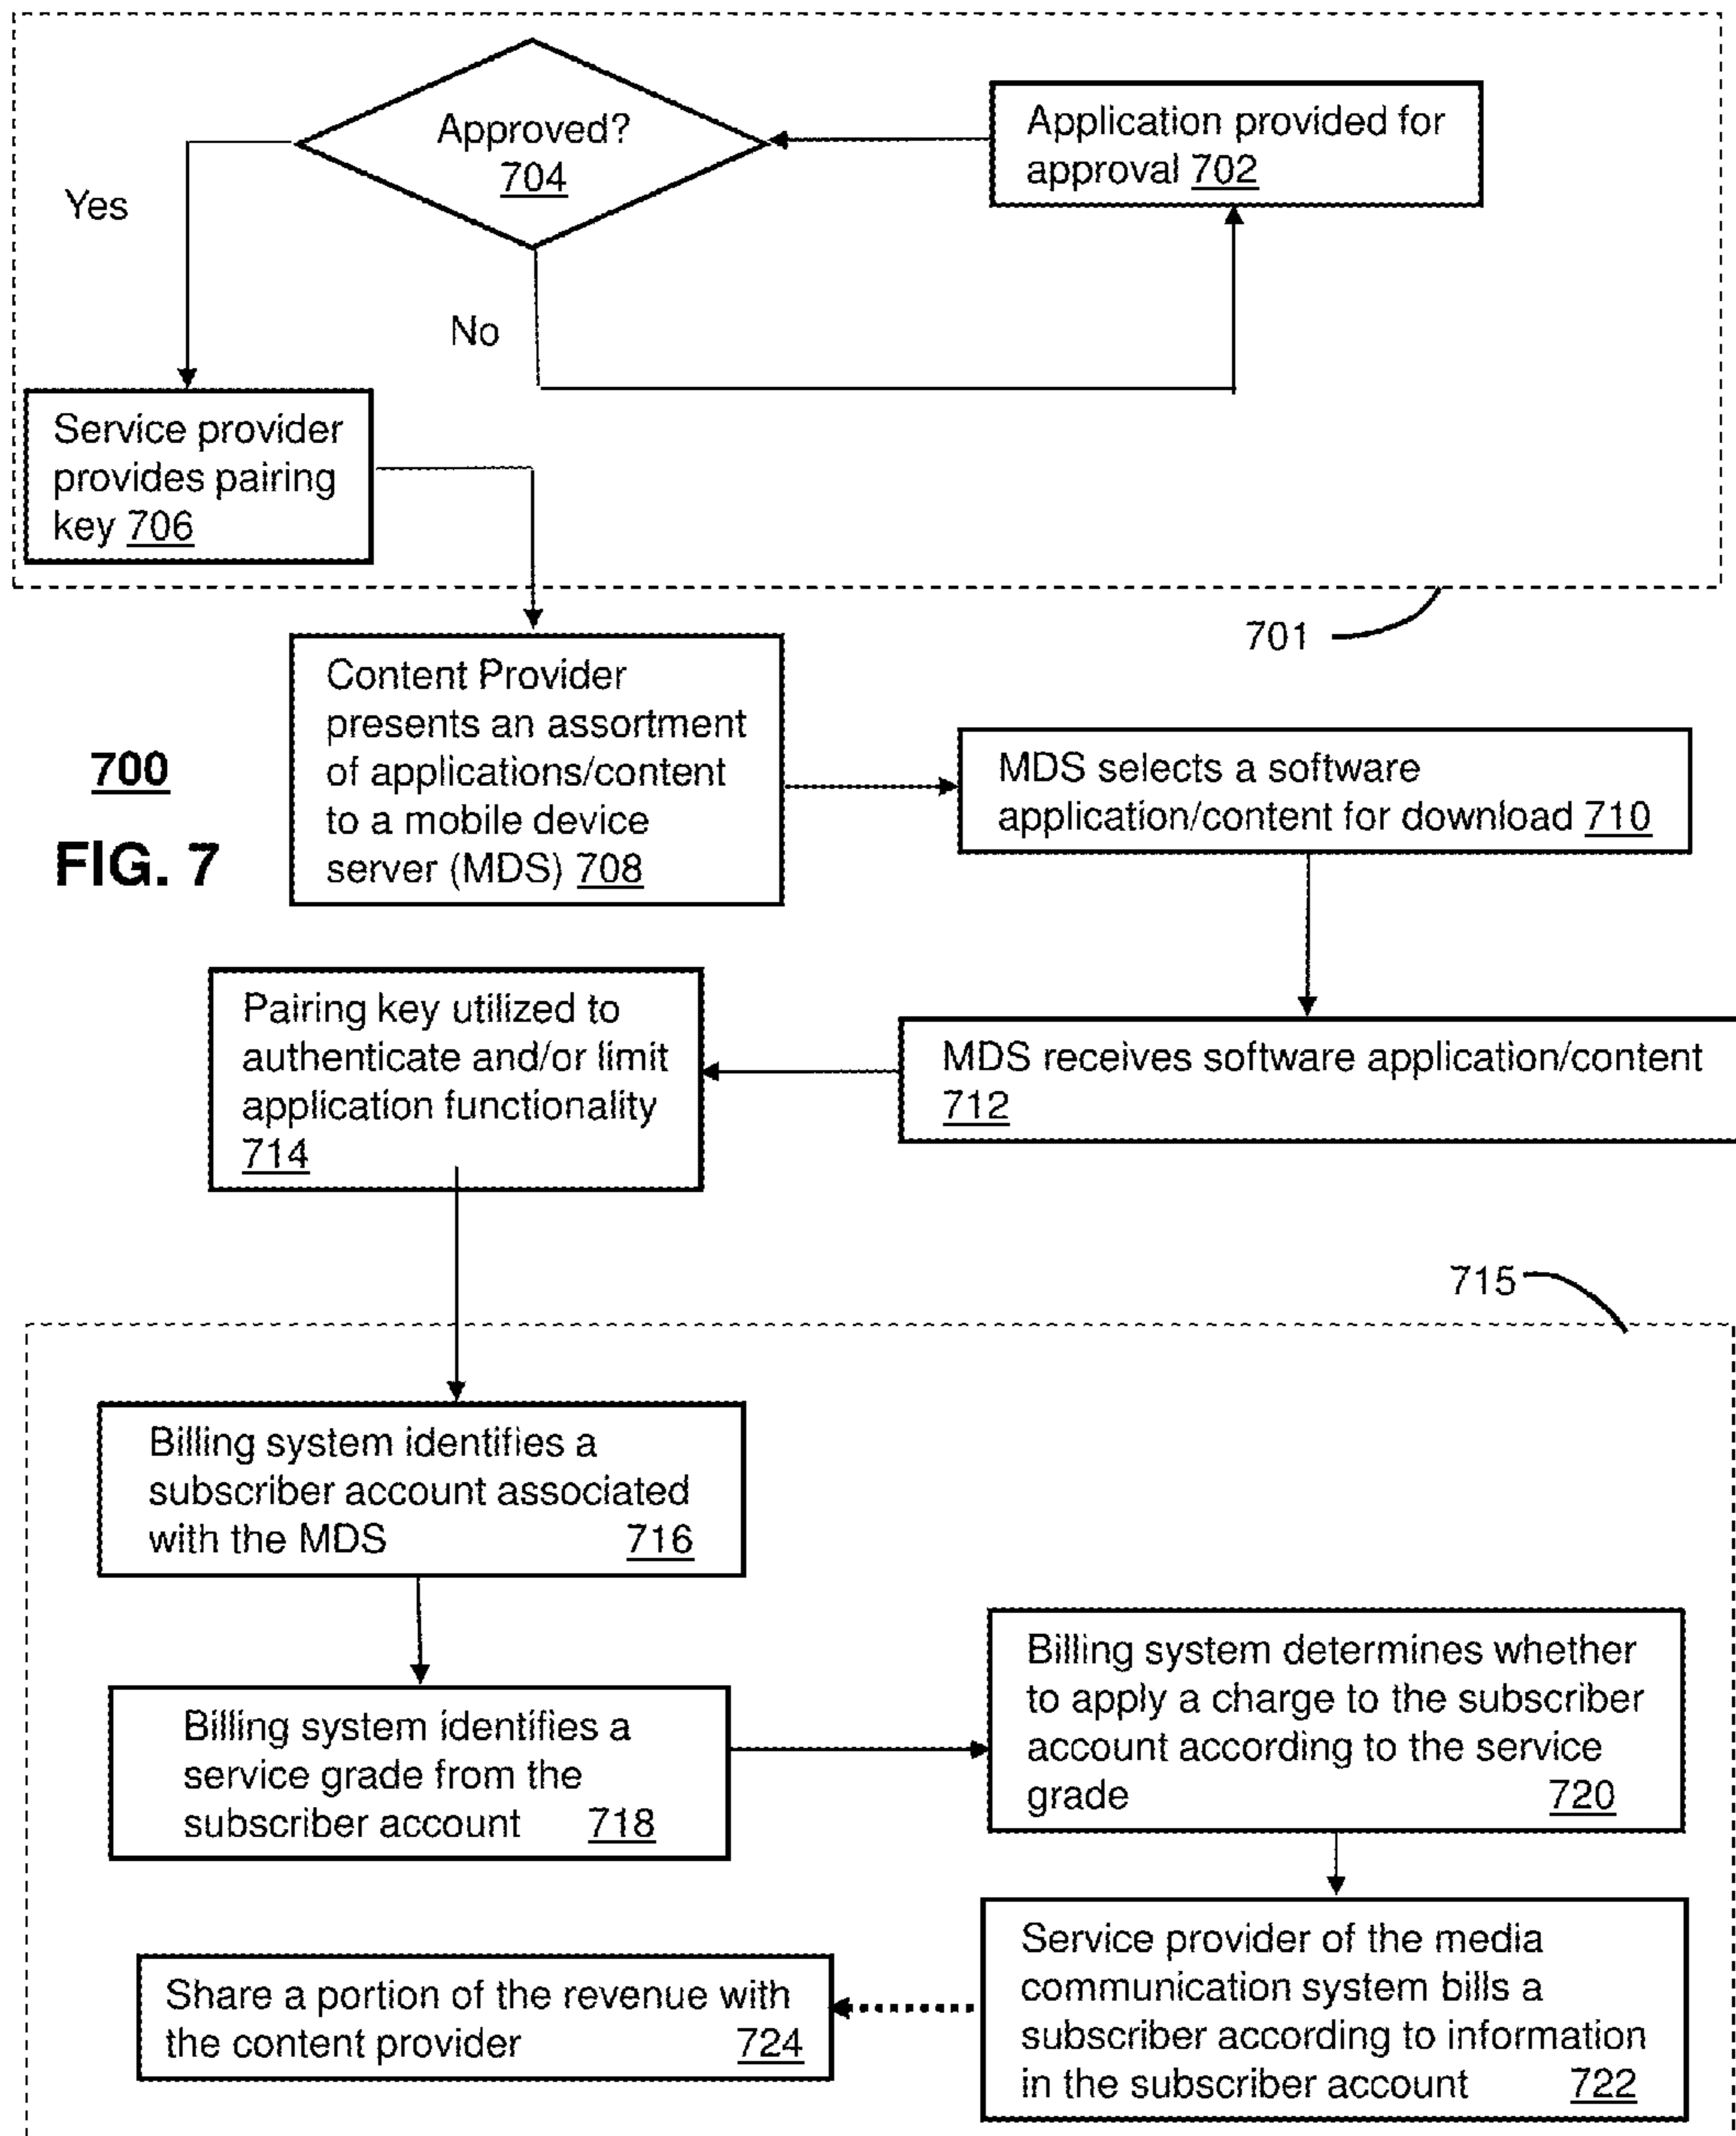 Approved?
704
Application provided for
approval 702
Yes
No
Service provider
provides pairing
key 706
701
Content Provider
presents an assortment
of applications/content
to a mobile device
server (MDS) 708
700
FIG. 7
MDS selects a software
application/content for download 710
Pairing key utilized to
authenticate and/or limit
application functionality
714
MDS receives software application/content
712
715
Billing system identifies a
subscriber account associated
with the MDS 716
Billing system identifies a
service grade from the
subscriber account 718
Billing system determines whether
to apply a charge to the subscriber
account according to the service
grade 720
Service provider of the media
communication system bills a
subscriber according to information
in the subscriber account 722
Share a portion of the revenue with
the content provider 724